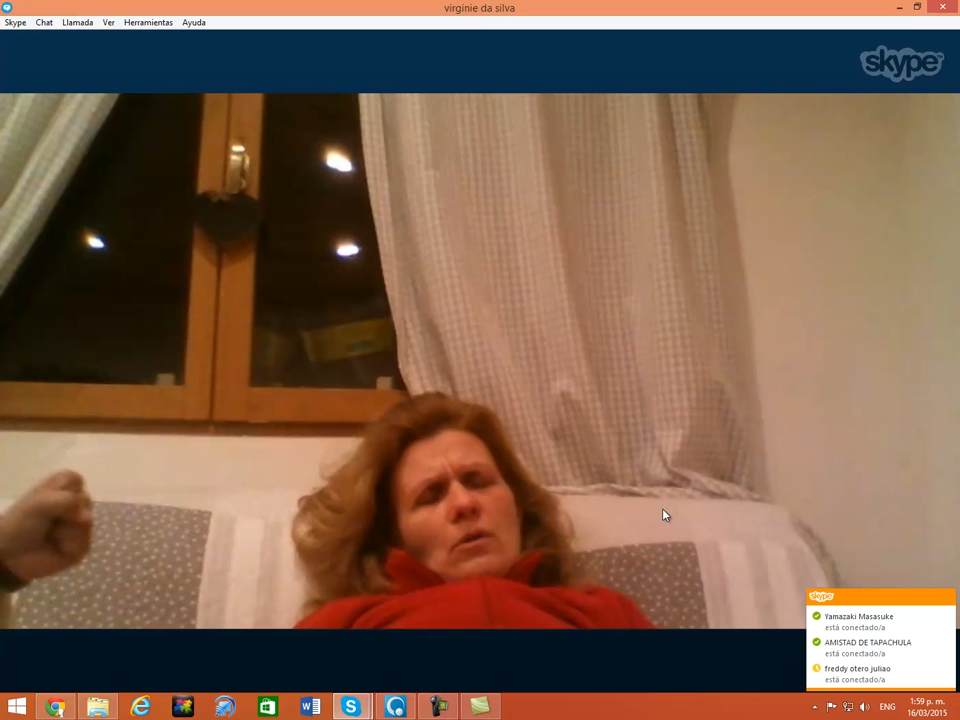 virginie da silva
Skype Chat Llamada Ver Herramientas Ayuda
skype
skype
Yamazaki Masasuke
está conectado/a
AMISTAD DE TAPACHULA
está conectado/a
freddy otero juliao
está conectado/a
ENG
1:59 p. m.
16/03/2015